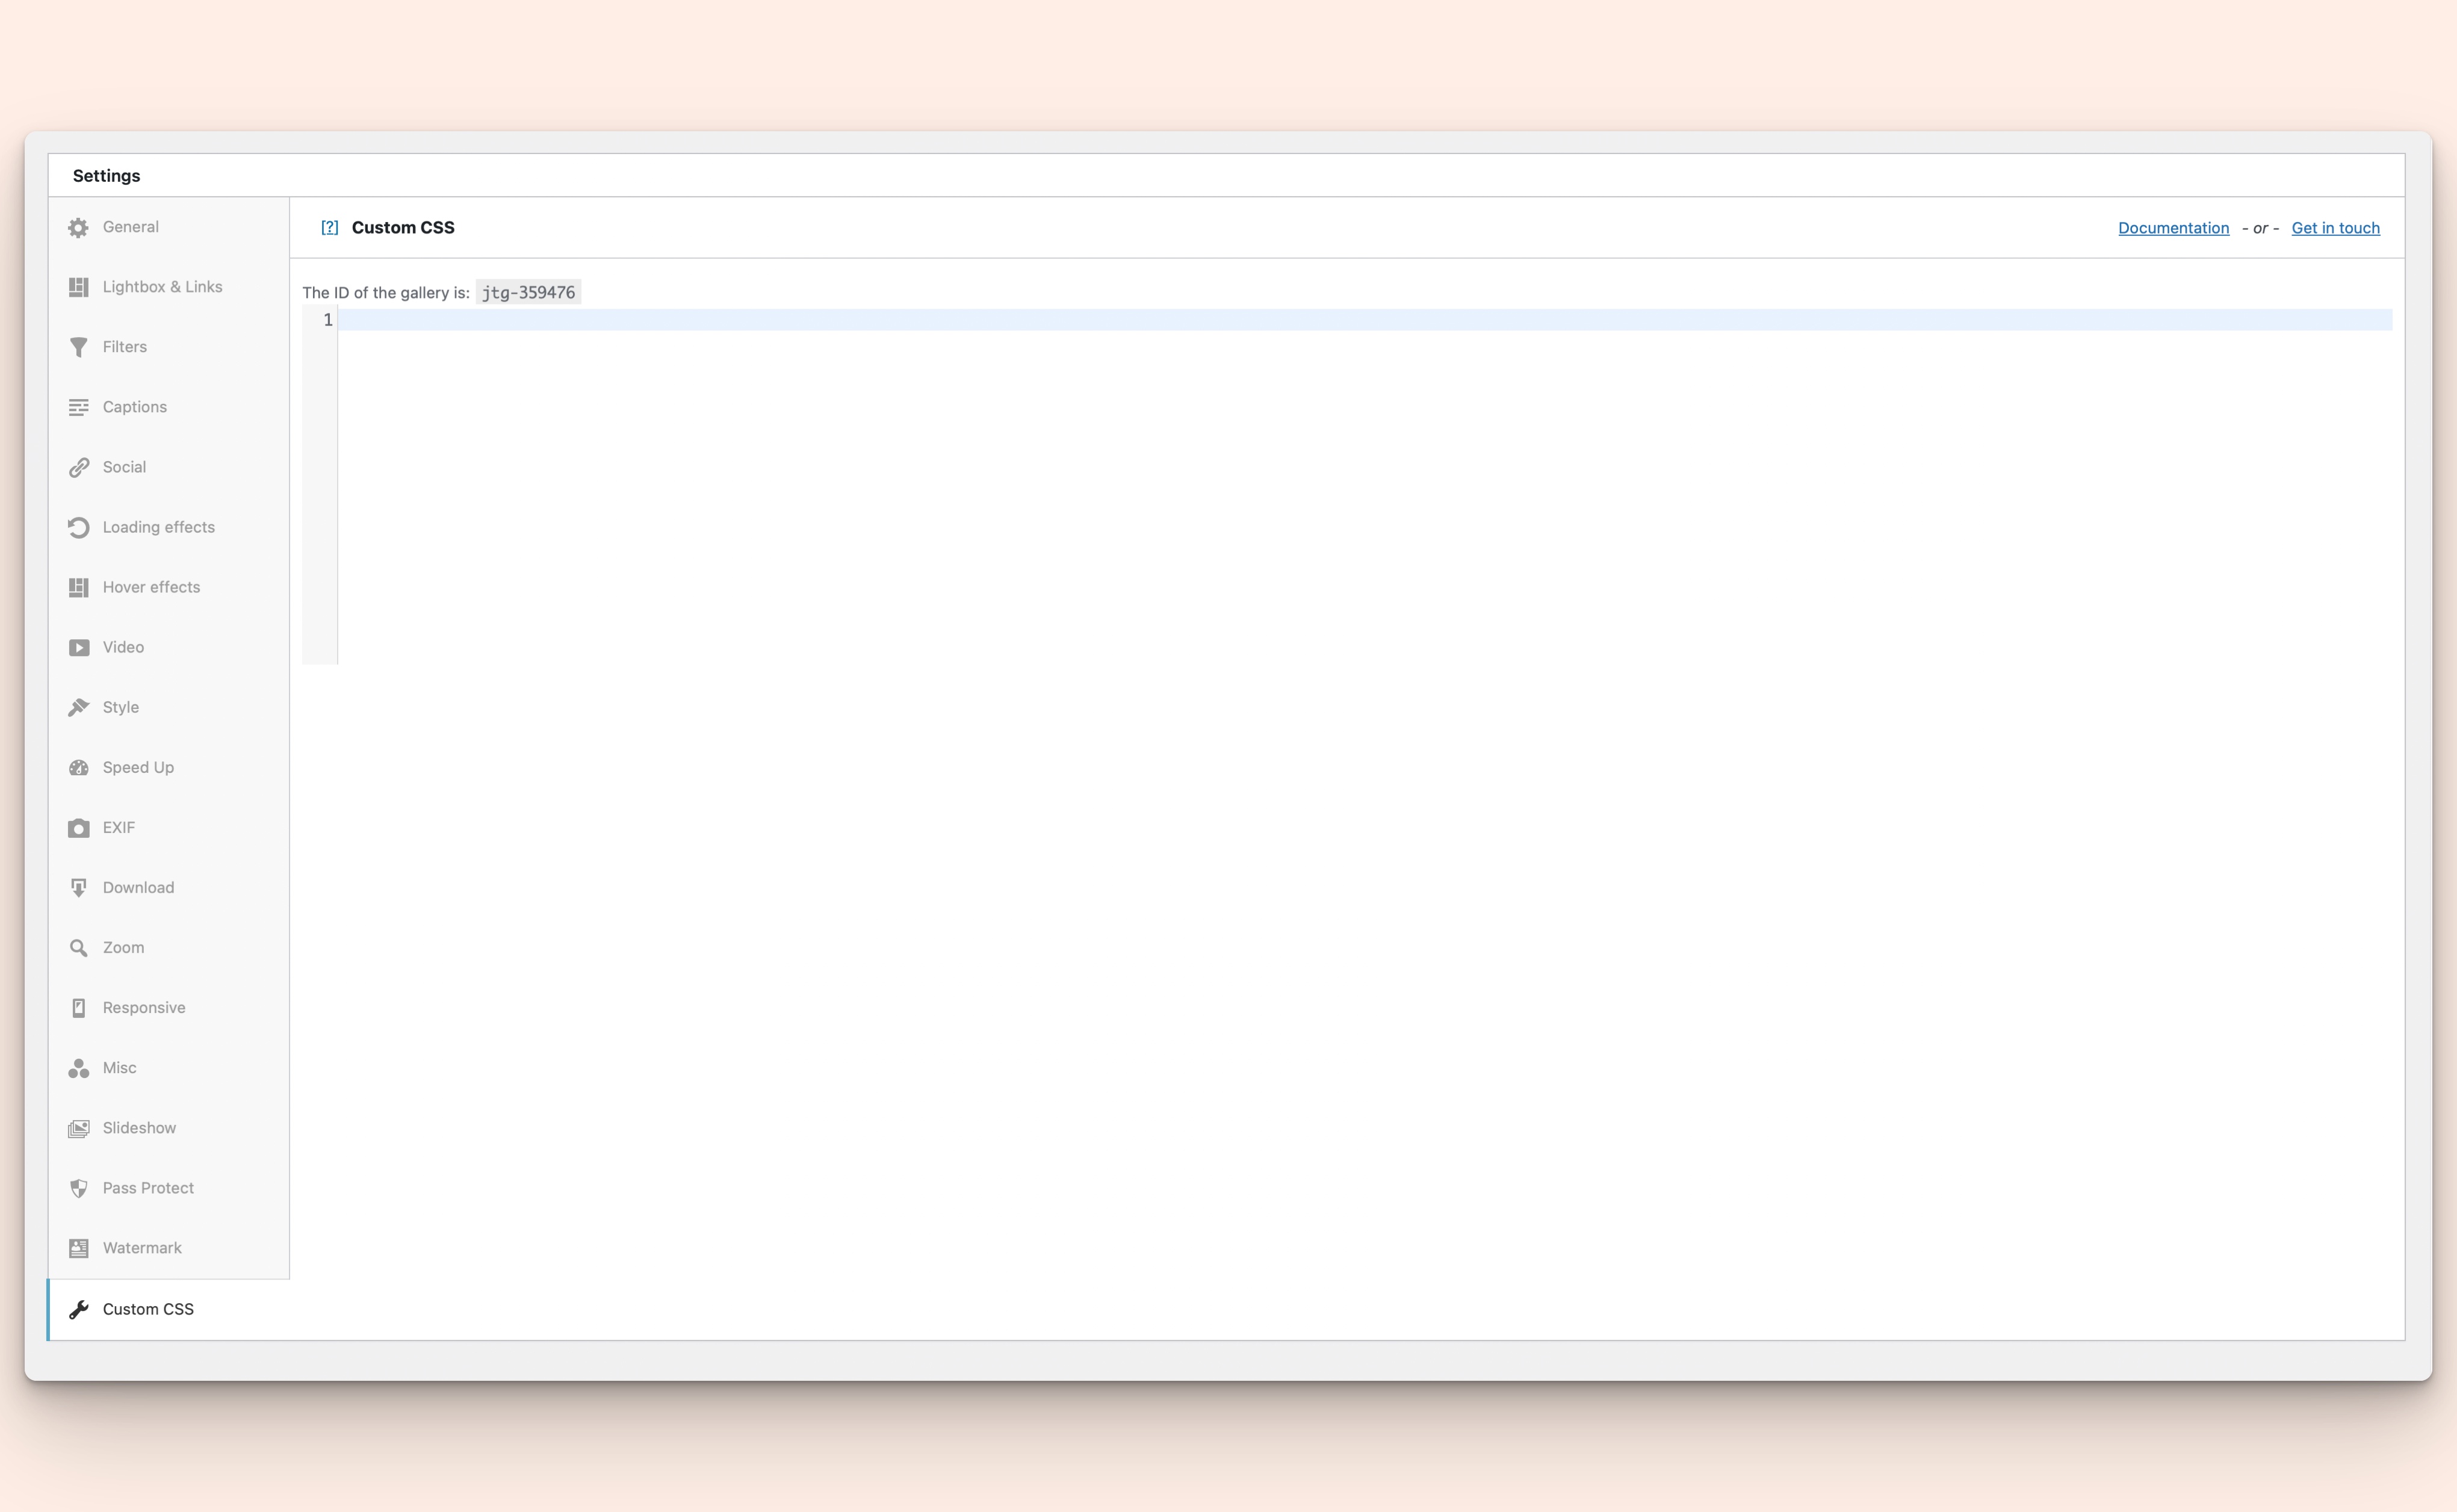 Settings
General
Lightbox & Links
Filters
Captions
Social
Loading effects
Hover effects
Video
Style
Speed Up
EXIF
Download
Zoom
Responsive
Misc
Slideshow
Pass Protect
Watermark
Custom CSS
[?] Custom CSS
Documentation - or - Get in touch
The ID of the gallery is: jtg-359476
1